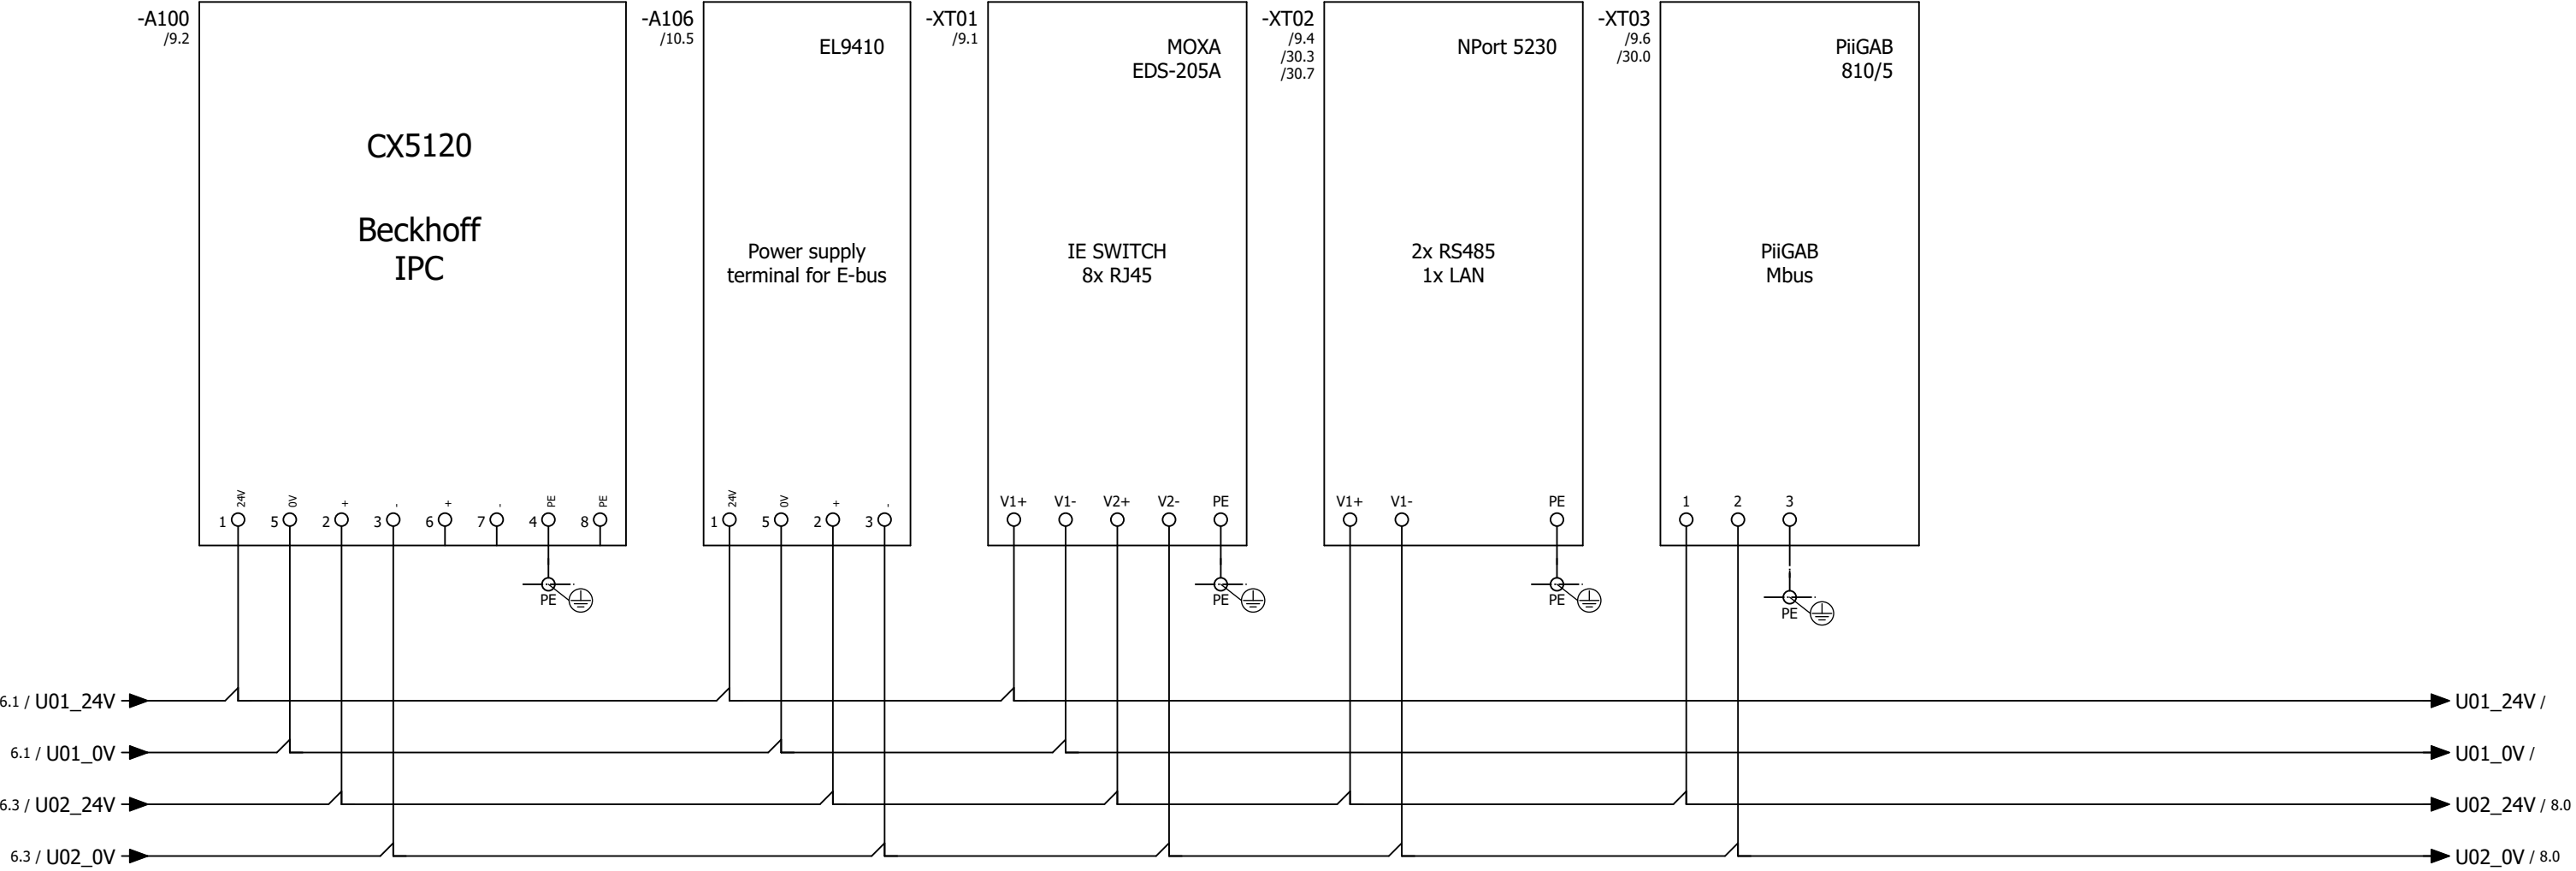 -A100
/9.2
CX5120
Beckhoff
IPC
1 24V 5 0V 2 + 3 - 6 + 7 - 4 PE 8 PE
PE
-A106
/10.5
EL9410
Power supply
terminal for E-bus
1 24V 5 0V 2 + 3 -
-XT01
/9.1
MOXA
EDS-205A
IE SWITCH
8x RJ45
V1+ V1- V2+ V2- PE
PE
-XT02
/9.4
/30.3
/30.7
NPort 5230
2x RS485
1x LAN
V1+ V1- PE
PE
-XT03
/9.6
/30.0
PiiGAB
810/5
PiiGAB
Mbus
1 2 3
PE
6.1 / U01_24V U01_24V /
6.1 / U01_0V U01_0V /
6.3 / U02_24V U02_24V / 8.0
6.3 / U02_0V U02_0V / 8.0